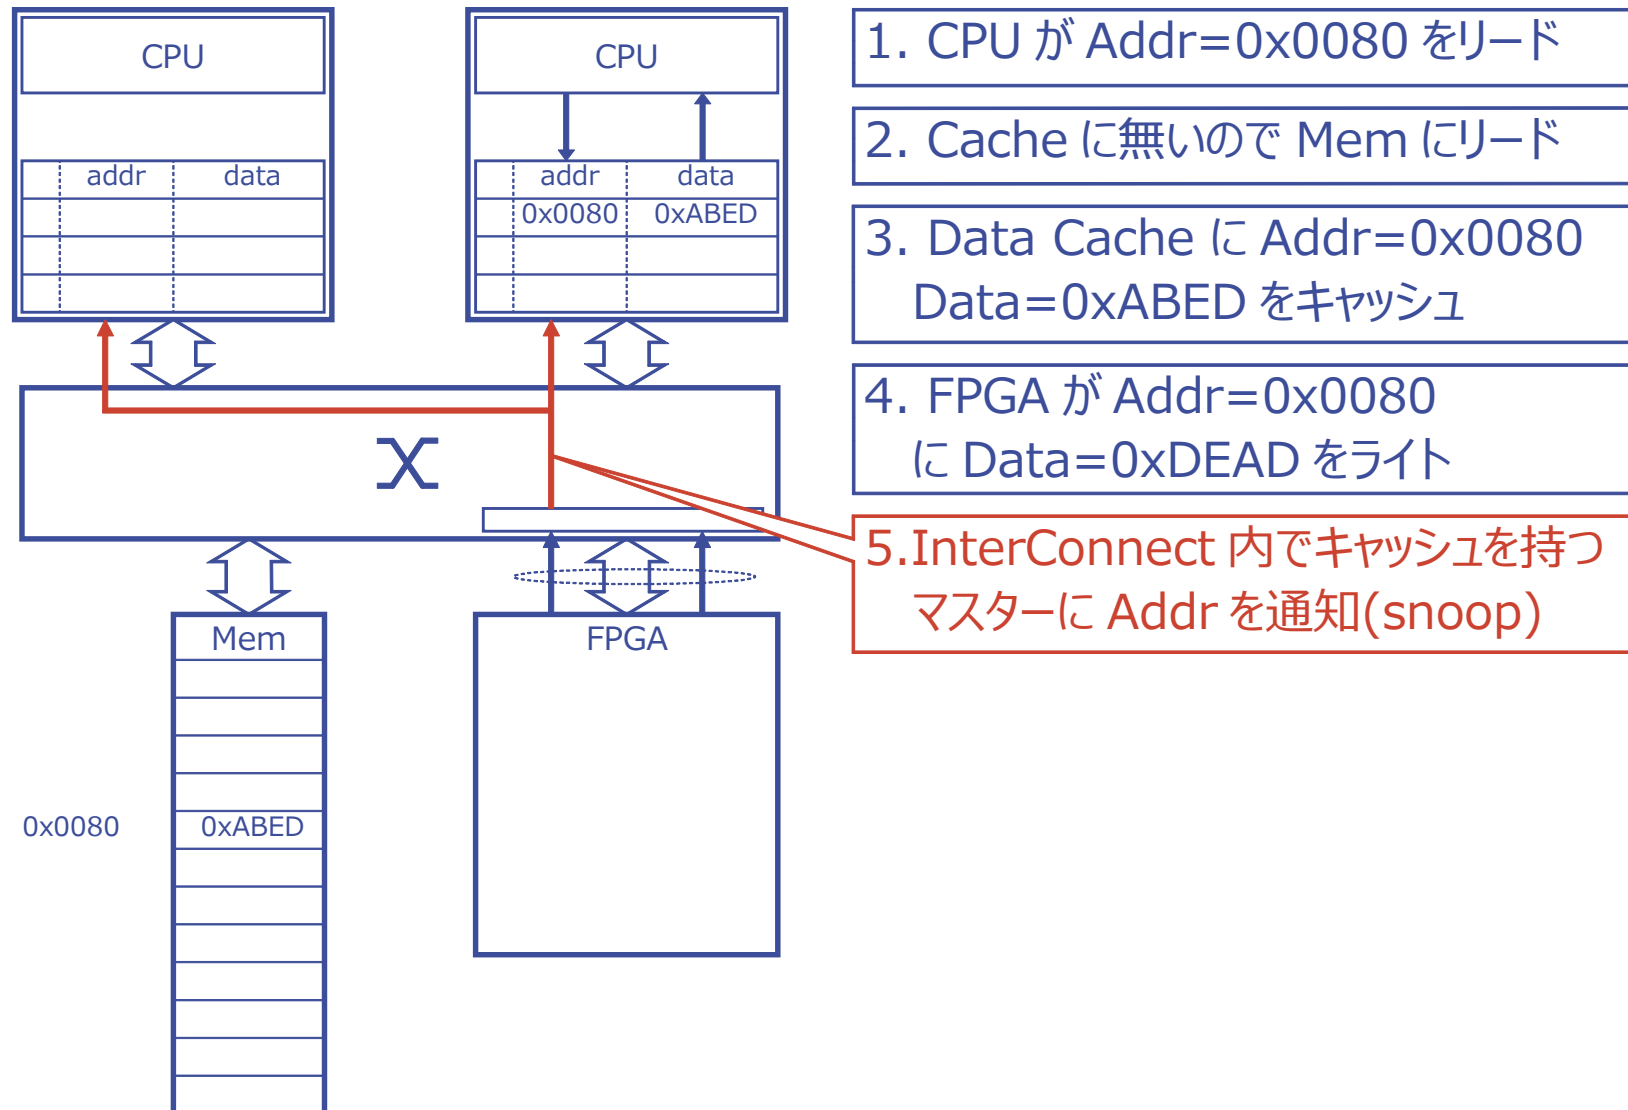 CPU
addr data
CPU
addr data
0x0080 0xABED
Mem
0x0080 0xABED
FPGA
1. CPU が Addr=0x0080 をリード
2. Cache に無いので Mem にリード
3. Data Cache に Addr=0x0080
Data=0xABED をキャッシュ
4. FPGA が Addr=0x0080
に Data=0xDEAD をライト
5.InterConnect 内でキャッシュを持つ
マスターに Addr を通知(snoop)